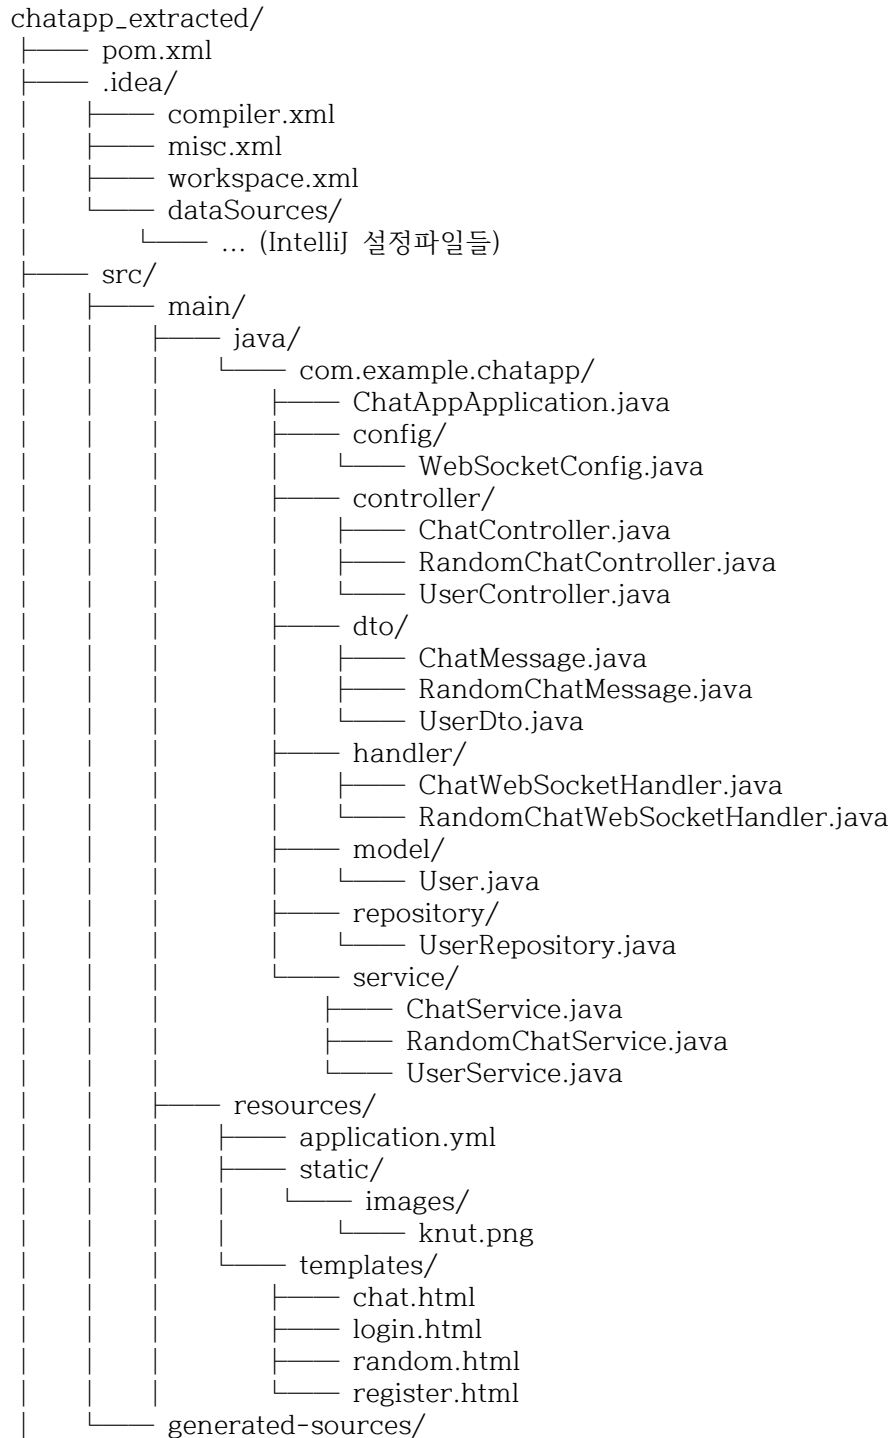 chatapp_extracted/
├── pom.xml
├── .idea/
│   ├── compiler.xml
│   ├── misc.xml
│   ├── workspace.xml
│   └── dataSources/
│       └── ... (IntelliJ 설정파일들)
├── src/
│   ├── main/
│   │   ├── java/
│   │   │   └── com.example.chatapp/
│   │   │       ├── ChatAppApplication.java
│   │   │       ├── config/
│   │   │       │   └── WebSocketConfig.java
│   │   │       ├── controller/
│   │   │       │   ├── ChatController.java
│   │   │       │   ├── RandomChatController.java
│   │   │       │   └── UserController.java
│   │   │       ├── dto/
│   │   │       │   ├── ChatMessage.java
│   │   │       │   ├── RandomChatMessage.java
│   │   │       │   └── UserDto.java
│   │   │       ├── handler/
│   │   │       │   ├── ChatWebSocketHandler.java
│   │   │       │   └── RandomChatWebSocketHandler.java
│   │   │       ├── model/
│   │   │       │   └── User.java
│   │   │       ├── repository/
│   │   │       │   └── UserRepository.java
│   │   │       └── service/
│   │   │           ├── ChatService.java
│   │   │           ├── RandomChatService.java
│   │   │           └── UserService.java
│   │   ├── resources/
│   │   │   ├── application.yml
│   │   │   ├── static/
│   │   │   │   └── images/
│   │   │   │       └── knut.png
│   │   │   └── templates/
│   │   │       ├── chat.html
│   │   │       ├── login.html
│   │   │       ├── random.html
│   │   │       └── register.html
│   └── generated-sources/